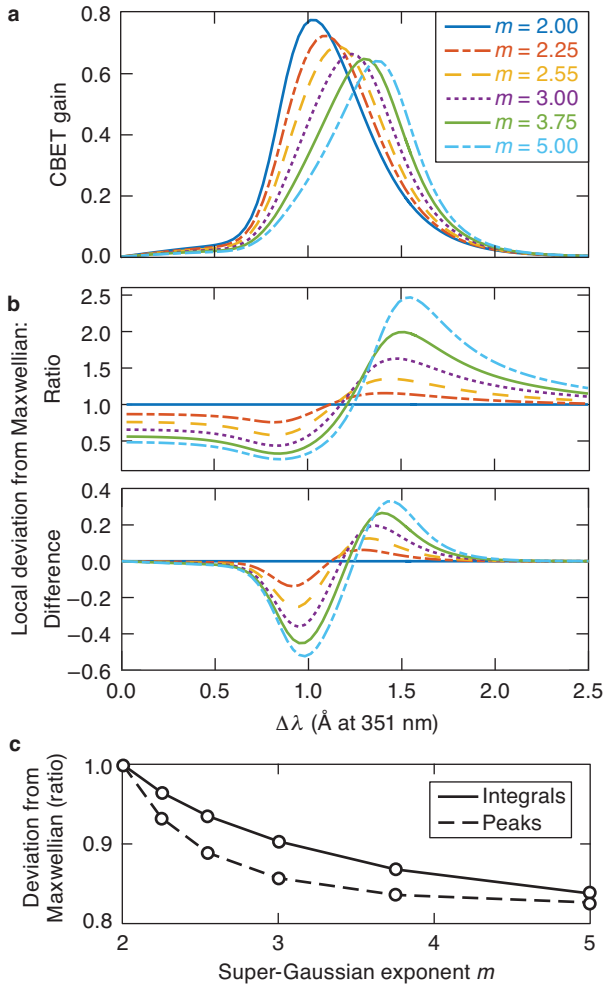 a
CBET gain
0.8
0.6
0.4
0.2
0.0
m = 2.00
m = 2.25
m = 2.55
m = 3.00
m = 3.75
m = 5.00
b
Local deviation from Maxwellian:
Ratio
2.5
2.0
1.5
1.0
0.5
Difference
0.4
0.2
0.0
−0.2
−0.4
−0.6
0.0 0.5 1.0 1.5 2.0 2.5
Δλ (Å at 351 nm)
c
Deviation from
Maxwellian (ratio)
1.0
0.9
0.8
Integrals
Peaks
2 3 4 5
Super-Gaussian exponent m